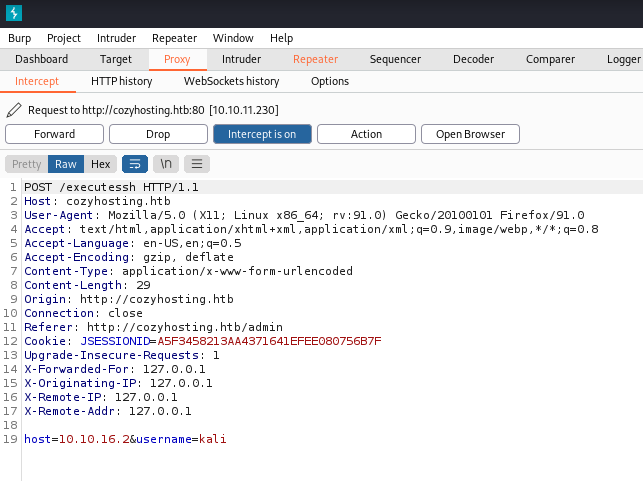 Burp Project Intruder Repeater Window Help
Dashboard Target Proxy Intruder Repeater Sequencer Decoder Comparer Logger
Intercept HTTP history WebSockets history Options
Request to http://cozyhosting.htb:80 [10.10.11.230]
Forward Drop Intercept is on Action Open Browser
Pretty Raw Hex \n
1 POST /executessh HTTP/1.1
2 Host: cozyhosting.htb
3 User-Agent: Mozilla/5.0 (X11; Linux x86_64; rv:91.0) Gecko/20100101 Firefox/91.0
4 Accept: text/html,application/xhtml+xml,application/xml;q=0.9,image/webp,*/*;q=0.8
5 Accept-Language: en-US,en;q=0.5
6 Accept-Encoding: gzip, deflate
7 Content-Type: application/x-www-form-urlencoded
8 Content-Length: 29
9 Origin: http://cozyhosting.htb
10 Connection: close
11 Referer: http://cozyhosting.htb/admin
12 Cookie: JSESSIONID=A5F3458213AA4371641EFEE080756B7F
13 Upgrade-Insecure-Requests: 1
14 X-Forwarded-For: 127.0.0.1
15 X-Originating-IP: 127.0.0.1
16 X-Remote-IP: 127.0.0.1
17 X-Remote-Addr: 127.0.0.1
18
19 host=10.10.16.2&username=kali